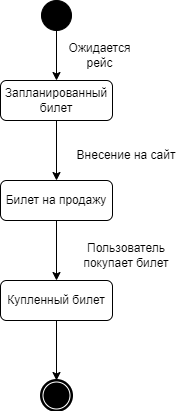 Ожидается
рейс
Запланированный
билет
Внесение на сайт
Билет на продажу
Пользователь
покупает билет
Купленный билет